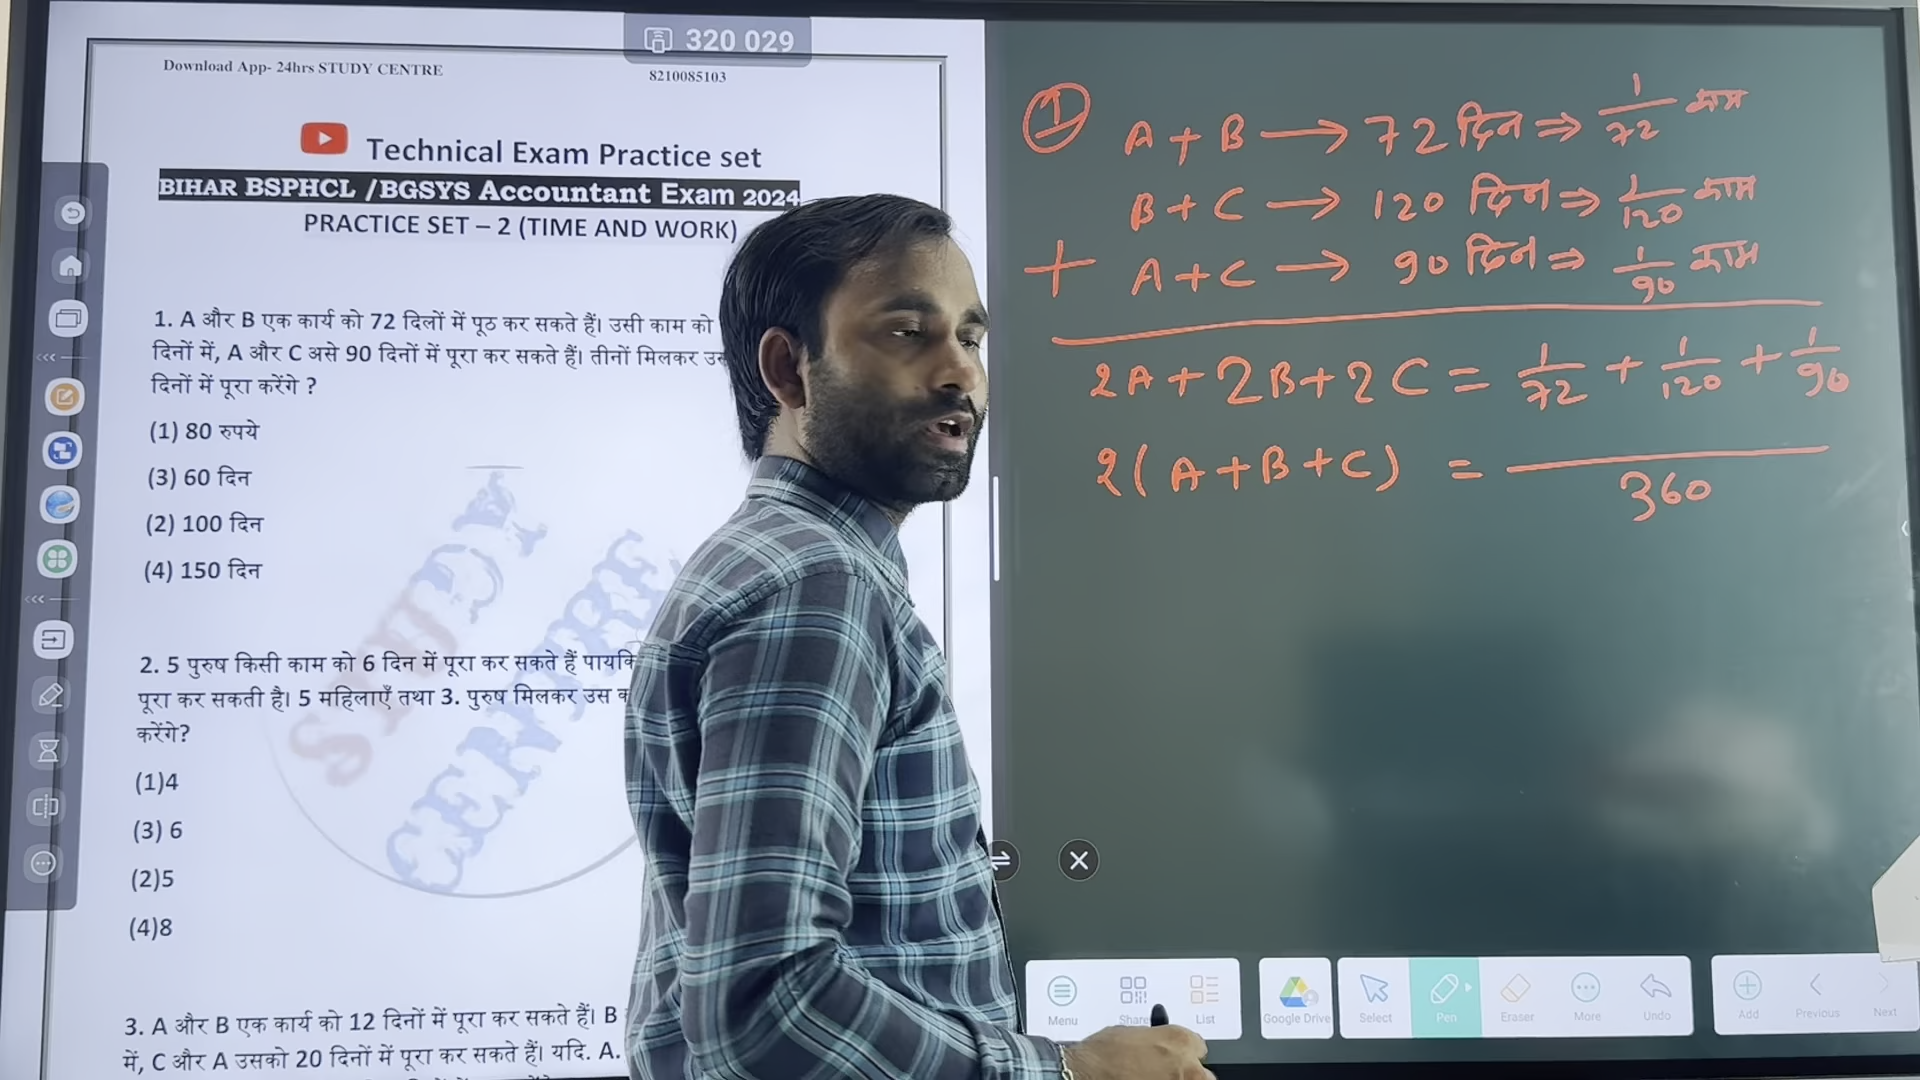 320 029
Download App- 24hrs STUDY CENTRE
8210085103
Technical Exam Practice set
BIHAR BSPHCL /BGSYS Accountant Exam 2024
PRACTICE SET – 2 (TIME AND WORK)
1. A और B एक कार्य को 72 दिलों में पूठ कर सकते हैं। उसी काम को
दिनों में, A और C असे 90 दिनों में पूरा कर सकते हैं। तीनों मिलकर
दिनों में पूरा करेंगे ?
(1) 80 रुपये
(3) 60 दिन
(2) 100 दिन
(4) 150 दिन
2. 5 पुरुष किसी काम को 6 दिन में पूरा कर सकते हैं
पूरा कर सकती है। 5 महिलाएँ तथा 3. पुरुष मिलकर उस
करेंगे?
(1)4
(3) 6
(2)5
(4)8
3. A और B एक कार्य को 12 दिनों में पूरा कर सकते हैं। B
में, C और A उसको 20 दिनों में पूरा कर सकते हैं। यदि. A.
STUDY
CENTRE
① A + B → 72 दिन ⇒ 1/72 काम
B + C → 120 दिन ⇒ 1/120 काम
+ A + C → 90 दिन ⇒ 1/90 काम
2A + 2B + 2C = 1/72 + 1/120 + 1/90
2(A + B + C) = /360
Menu
Share
List
Google Drive
Select
Pen
Eraser
More
Undo
Add
Previous
Next